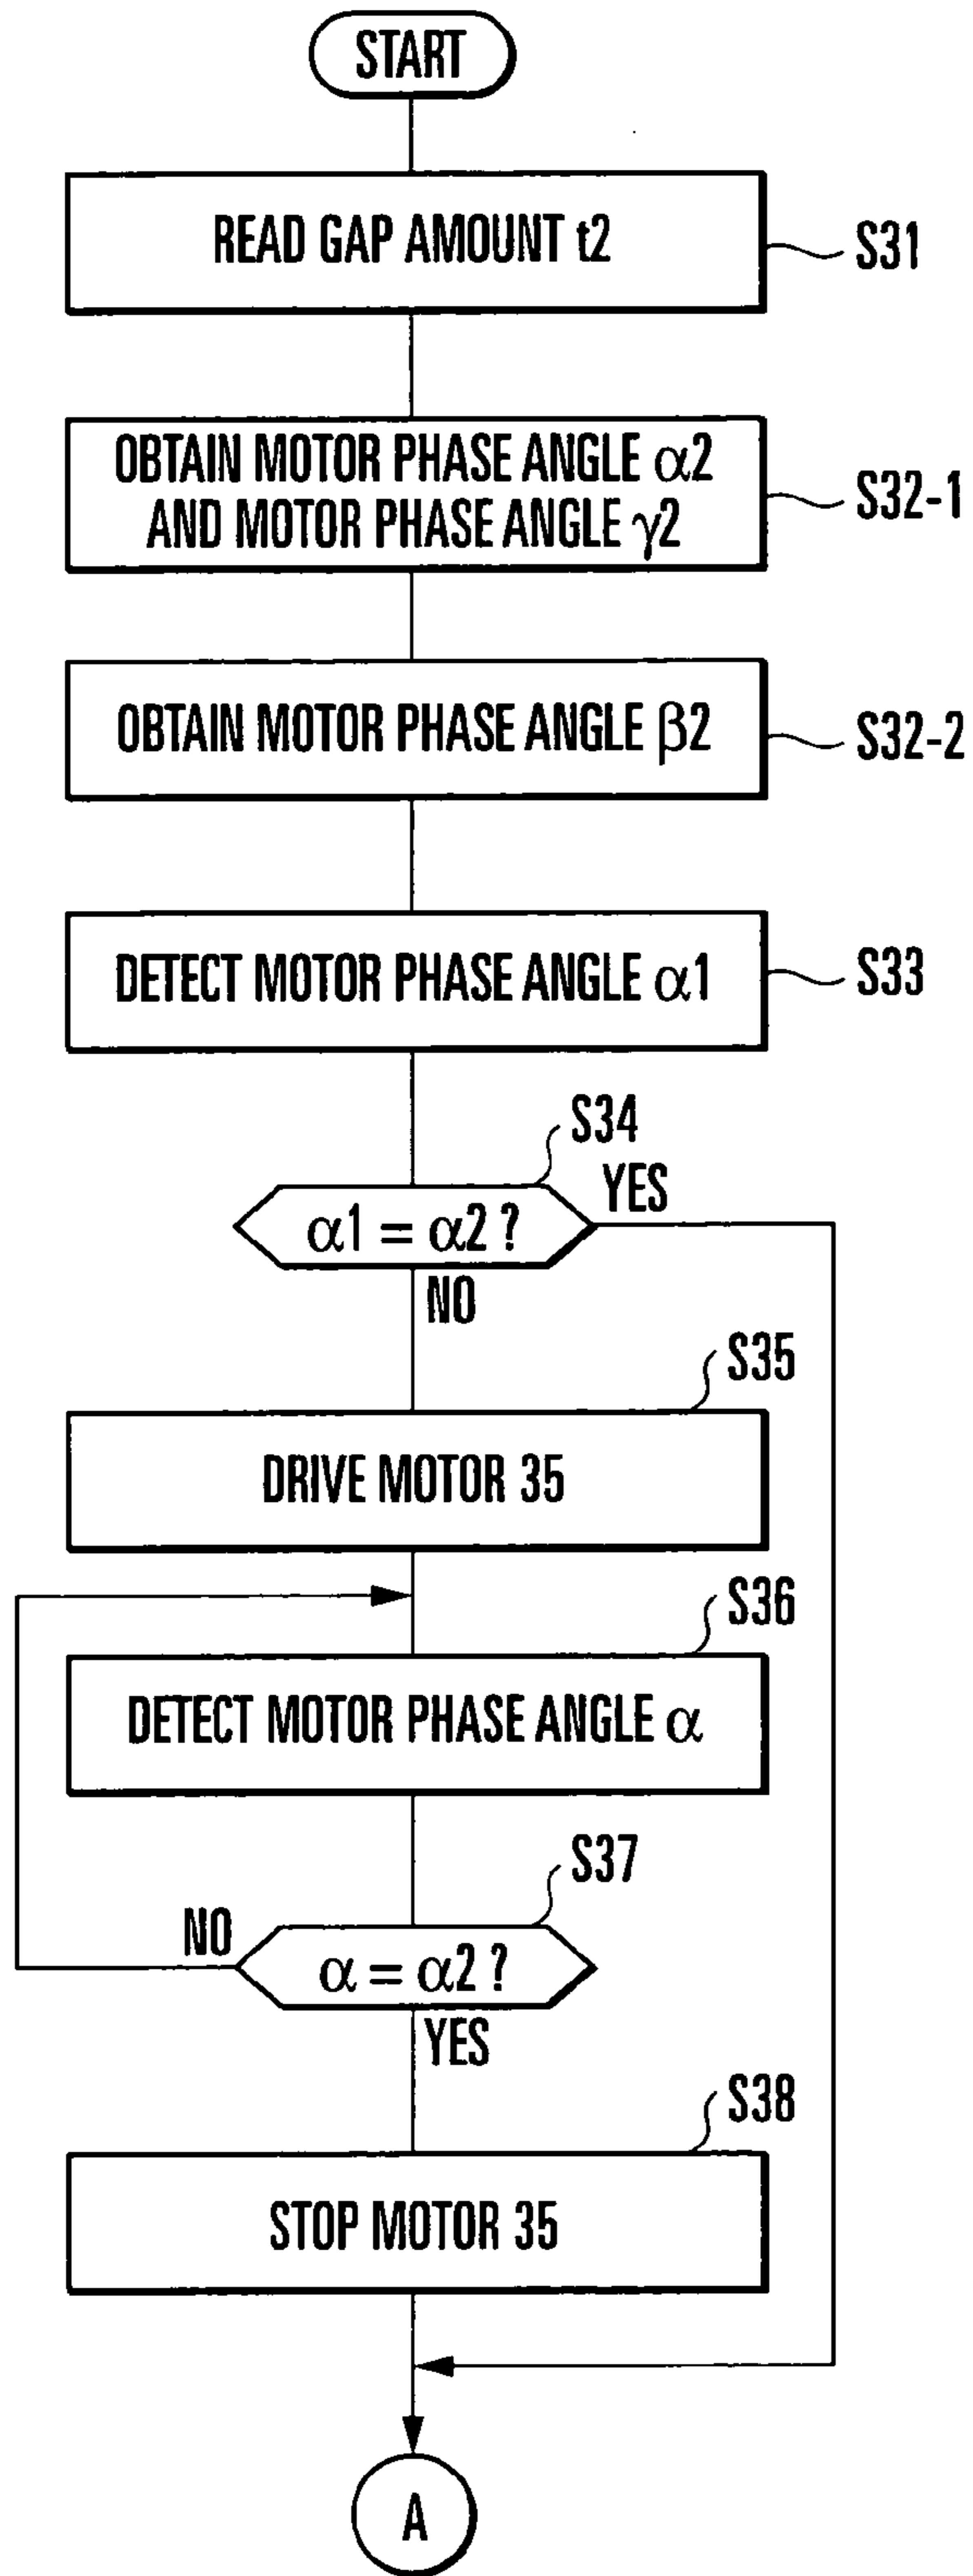 START
READ GAP AMOUNT t2
S31
OBTAIN MOTOR PHASE ANGLE α2
AND MOTOR PHASE ANGLE γ2
S32-1
OBTAIN MOTOR PHASE ANGLE β2
S32-2
DETECT MOTOR PHASE ANGLE α1
S33
S34
α1 = α2 ?
YES
NO
S35
DRIVE MOTOR 35
S36
DETECT MOTOR PHASE ANGLE α
S37
NO
α = α2 ?
YES
S38
STOP MOTOR 35
A